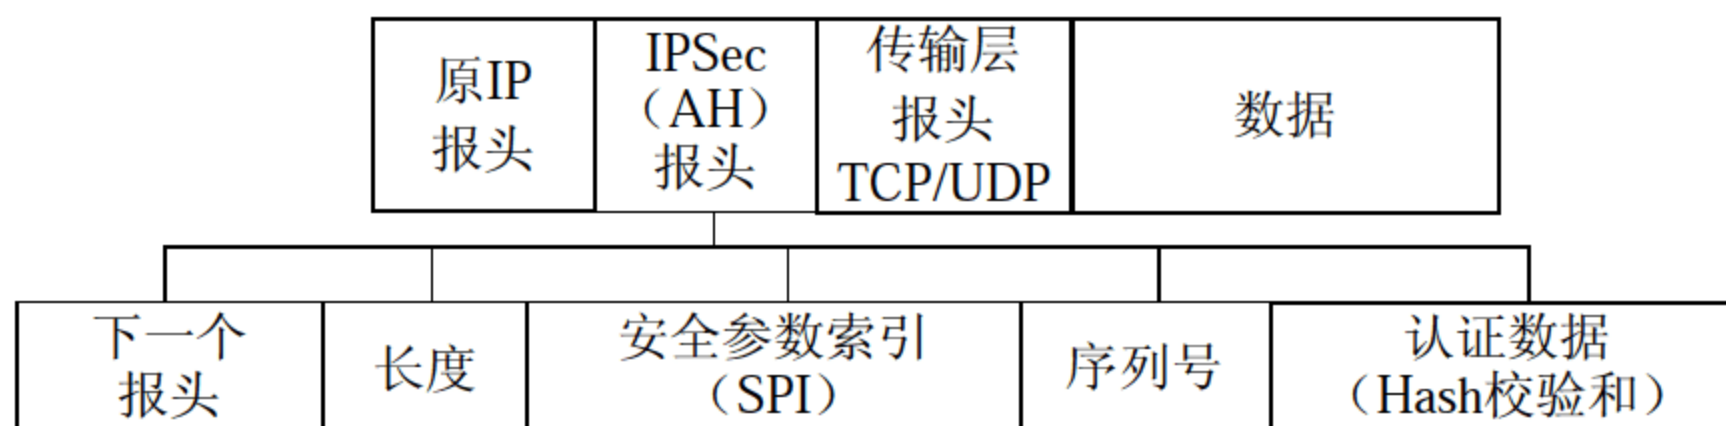 原IP
报头
IPSec
（AH）
报头
传输层
报头
TCP/UDP
数据
下一个
报头
长度
安全参数索引
（SPI）
序列号
认证数据
（Hash校验和）